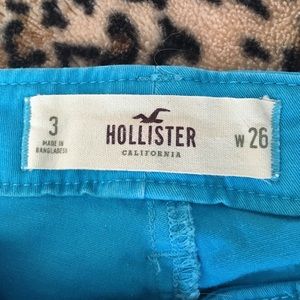 3
MADE IN
BANGLADESH
HOLLISTER
CALIFORNIA
W 26